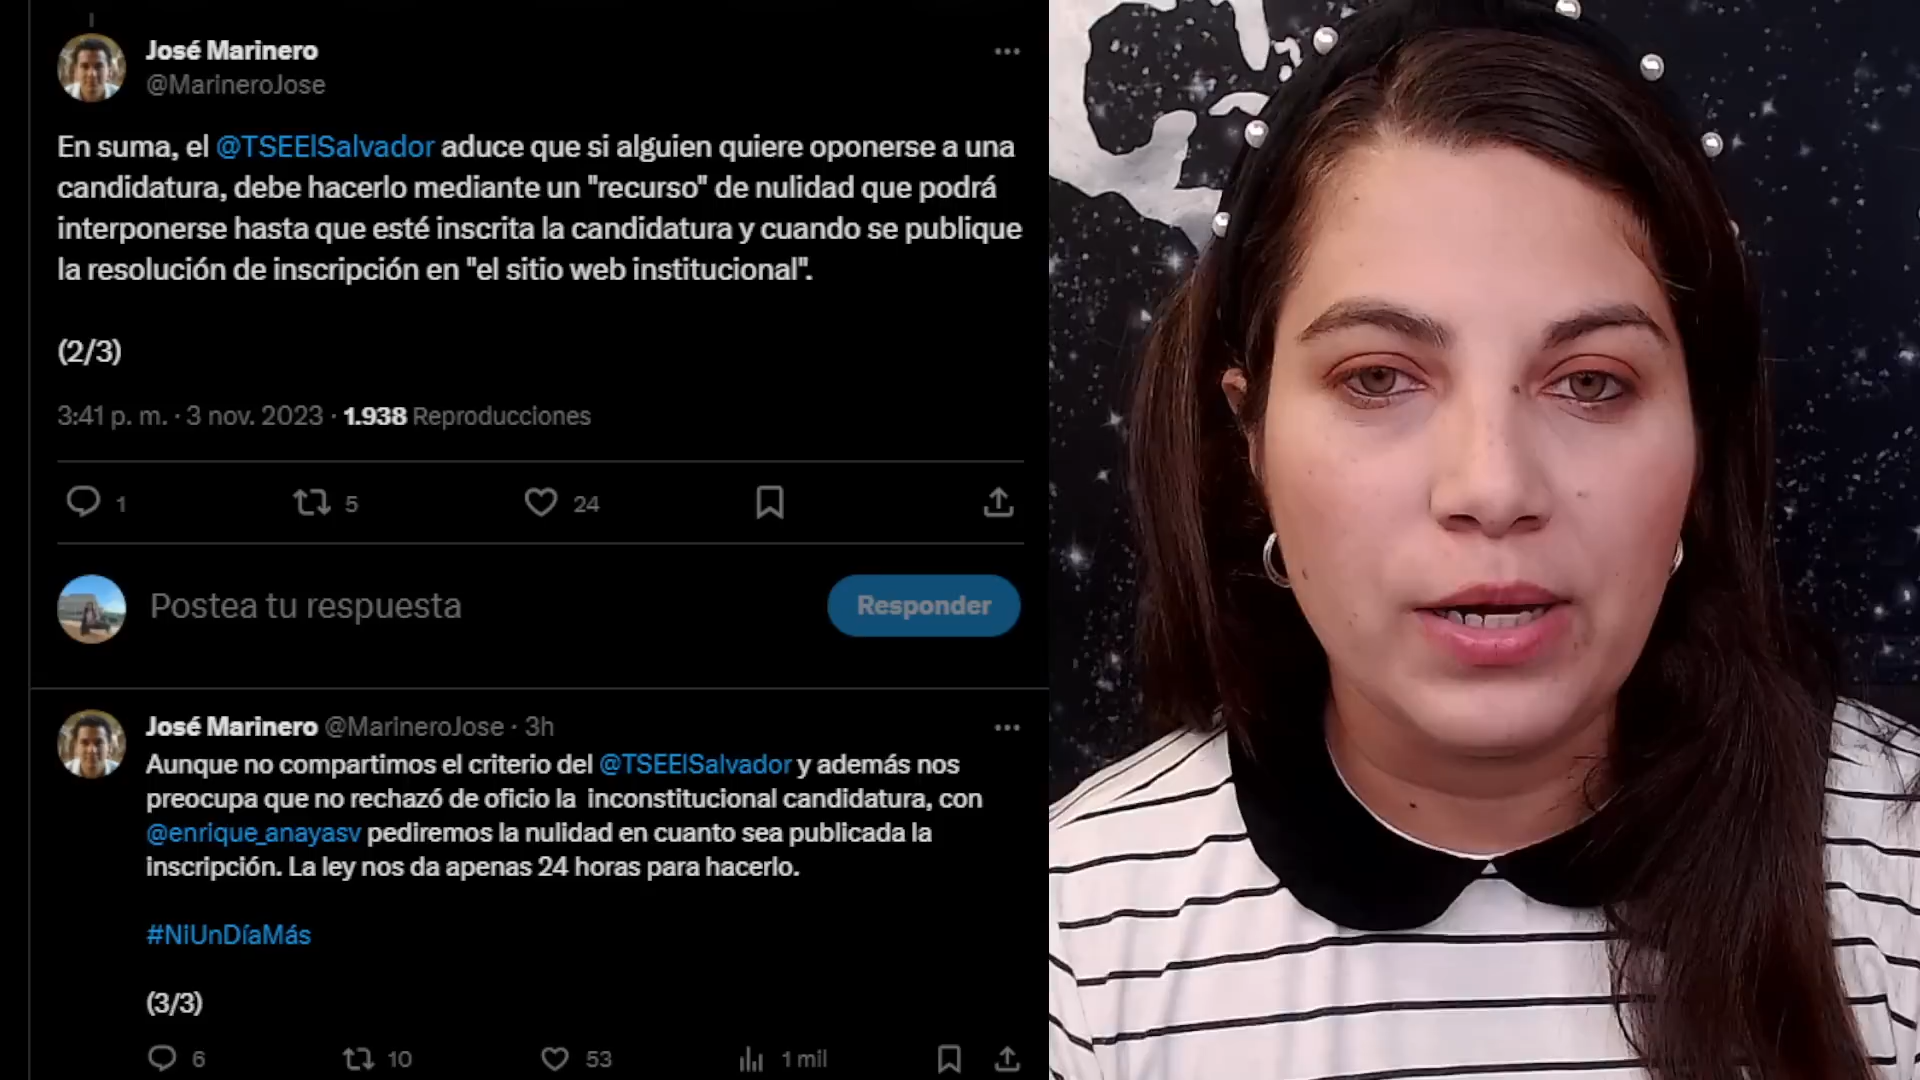 José Marinero
@MarineroJose
En suma, el @TSEElSalvador aduce que si alguien quiere oponerse a una
candidatura, debe hacerlo mediante un "recurso" de nulidad que podrá
interponerse hasta que esté inscrita la candidatura y cuando se publique
la resolución de inscripción en "el sitio web institucional".
(2/3)
3:41 p. m. · 3 nov. 2023 · 1.938 Reproducciones
1 5 24
Postea tu respuesta
Responder
José Marinero @MarineroJose · 3h
Aunque no compartimos el criterio del @TSEElSalvador y además nos
preocupa que no rechazó de oficio la inconstitucional candidatura, con
@enrique_anayasv pediremos la nulidad en cuanto sea publicada la
inscripción. La ley nos da apenas 24 horas para hacerlo.
#NiUnDíaMás
(3/3)
6 10 53 1 mil